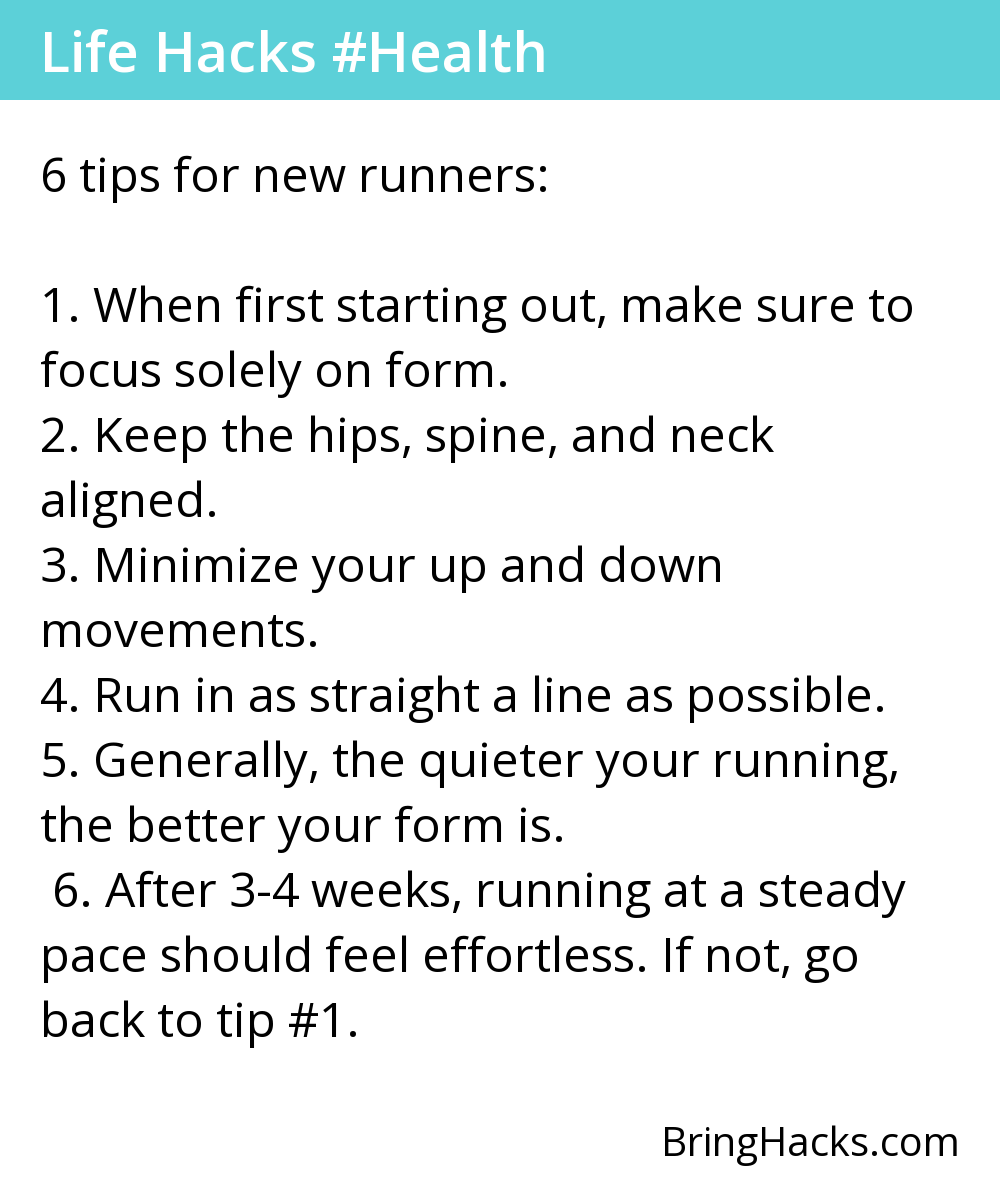 Life Hacks #Health
6 tips for new runners:
1. When first starting out, make sure to
focus solely on form.
2. Keep the hips, spine, and neck
aligned.
3. Minimize your up and down
movements.
4. Run in as straight a line as possible.
5. Generally, the quieter your running,
the better your form is.
6. After 3-4 weeks, running at a steady
pace should feel effortless. If not, go
back to tip #1.
BringHacks.com